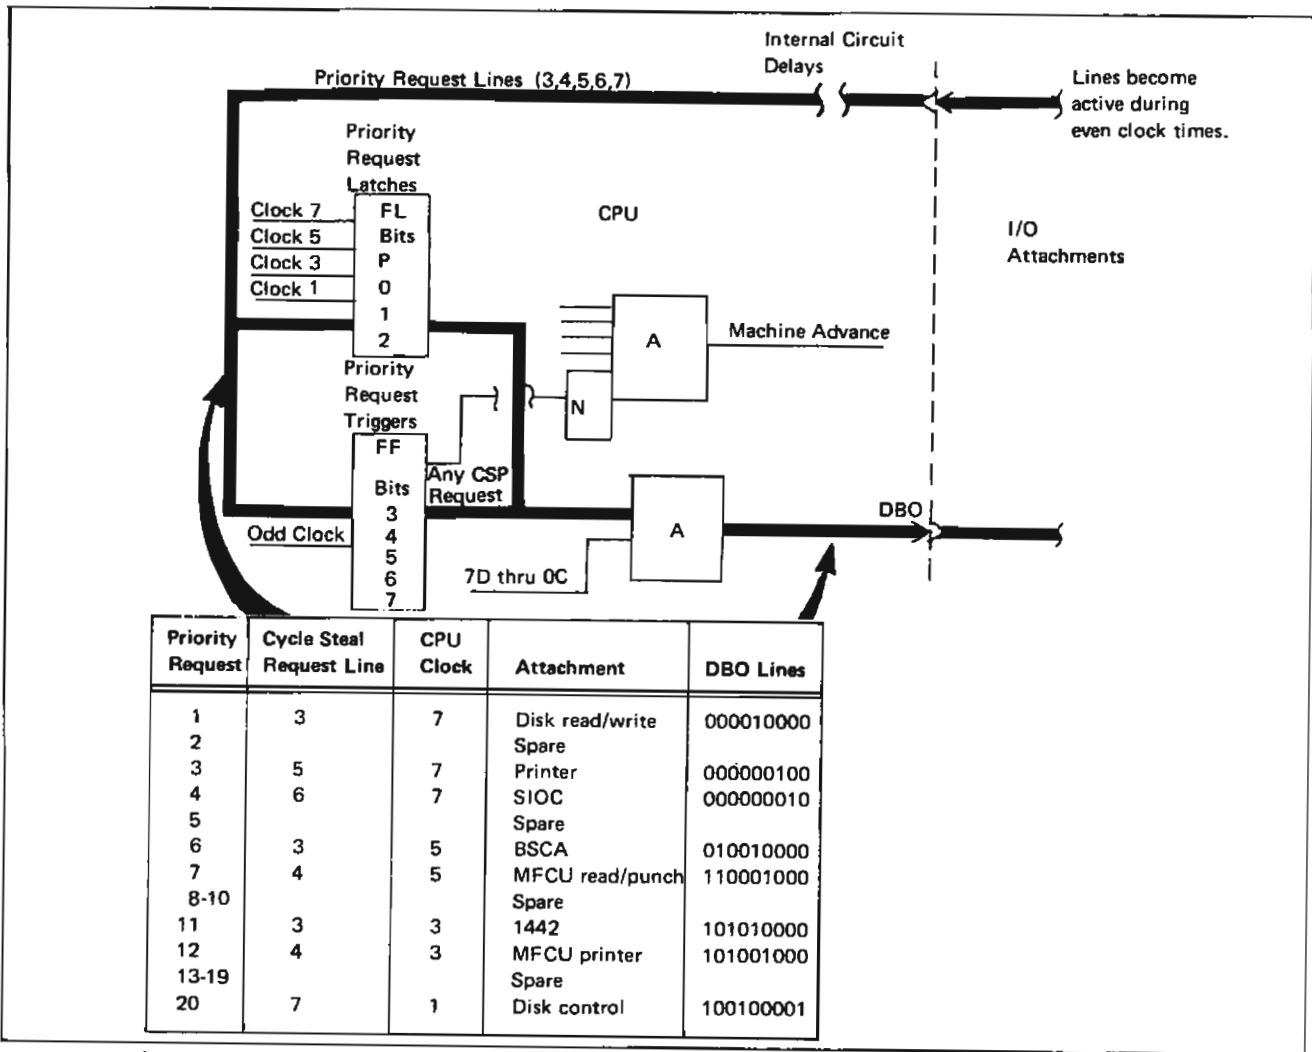 Internal Circuit
Delays
Priority Request Lines (3,4,5,6,7)
Lines become
active during
even clock times.
Priority
Request
Latches
Clock 7
Clock 5
Clock 3
Clock 1
FL
Bits
P
0
1
2
CPU
I/O
Attachments
A
Machine Advance
N
Priority
Request
Triggers
FF
Bits
3
4
5
6
7
Any CSP
Request
Odd Clock
A
DBO
7D thru 0C
Priority Request | Cycle Steal Request Line | CPU Clock | Attachment | DBO Lines
1 3 7 Disk read/write 000010000
2 Spare
3 5 7 Printer 000000100
4 6 7 SIOC 000000010
5 Spare
6 3 5 BSCA 010010000
7 4 5 MFCU read/punch 110001000
8-10 Spare
11 3 3 1442 101010000
12 4 3 MFCU printer 101001000
13-19 Spare
20 7 1 Disk control 100100001